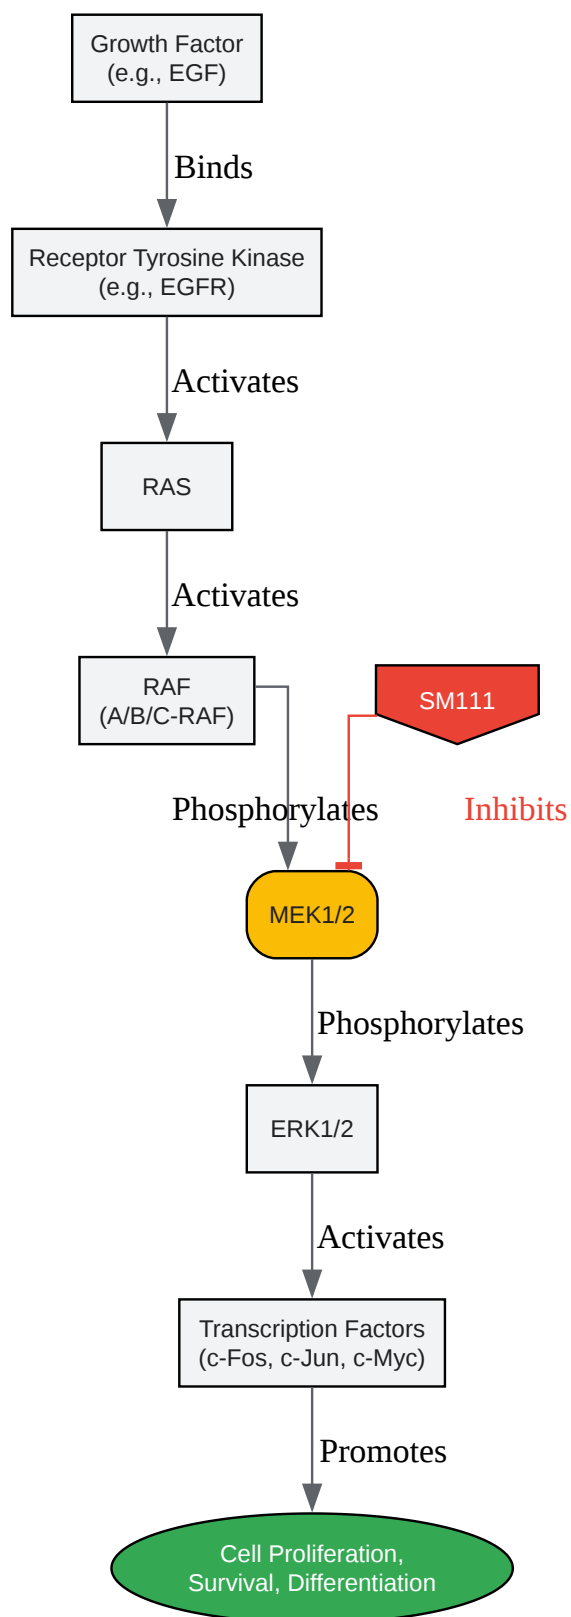 Growth Factor
(e.g., EGF)
Binds
Receptor Tyrosine Kinase
(e.g., EGFR)
Activates
RAS
Activates
RAF
(A/B/C-RAF)
SM111
Phosphorylates
Inhibits
MEK1/2
Phosphorylates
ERK1/2
Activates
Transcription Factors
(c-Fos, c-Jun, c-Myc)
Promotes
Cell Proliferation,
Survival, Differentiation